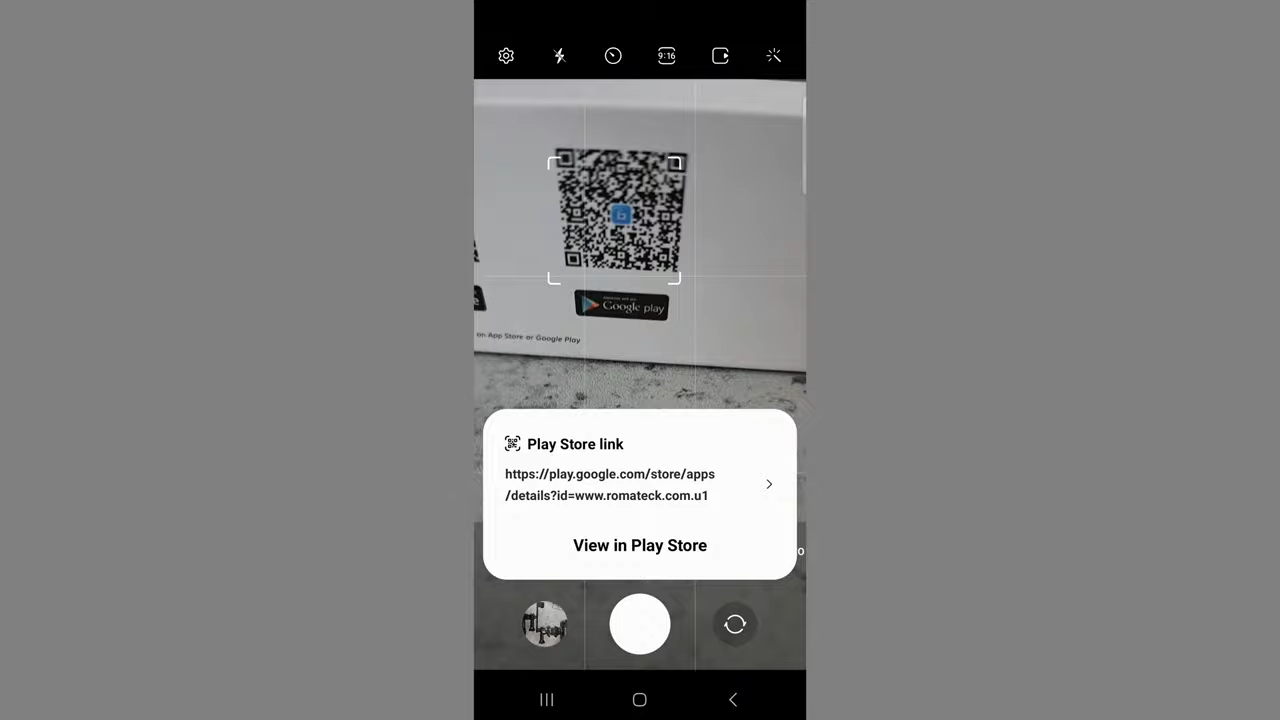 9:16
Google play
on App Store or Google Play
Play Store link
https://play.google.com/store/apps
/details?id=www.romateck.com.u1
View in Play Store